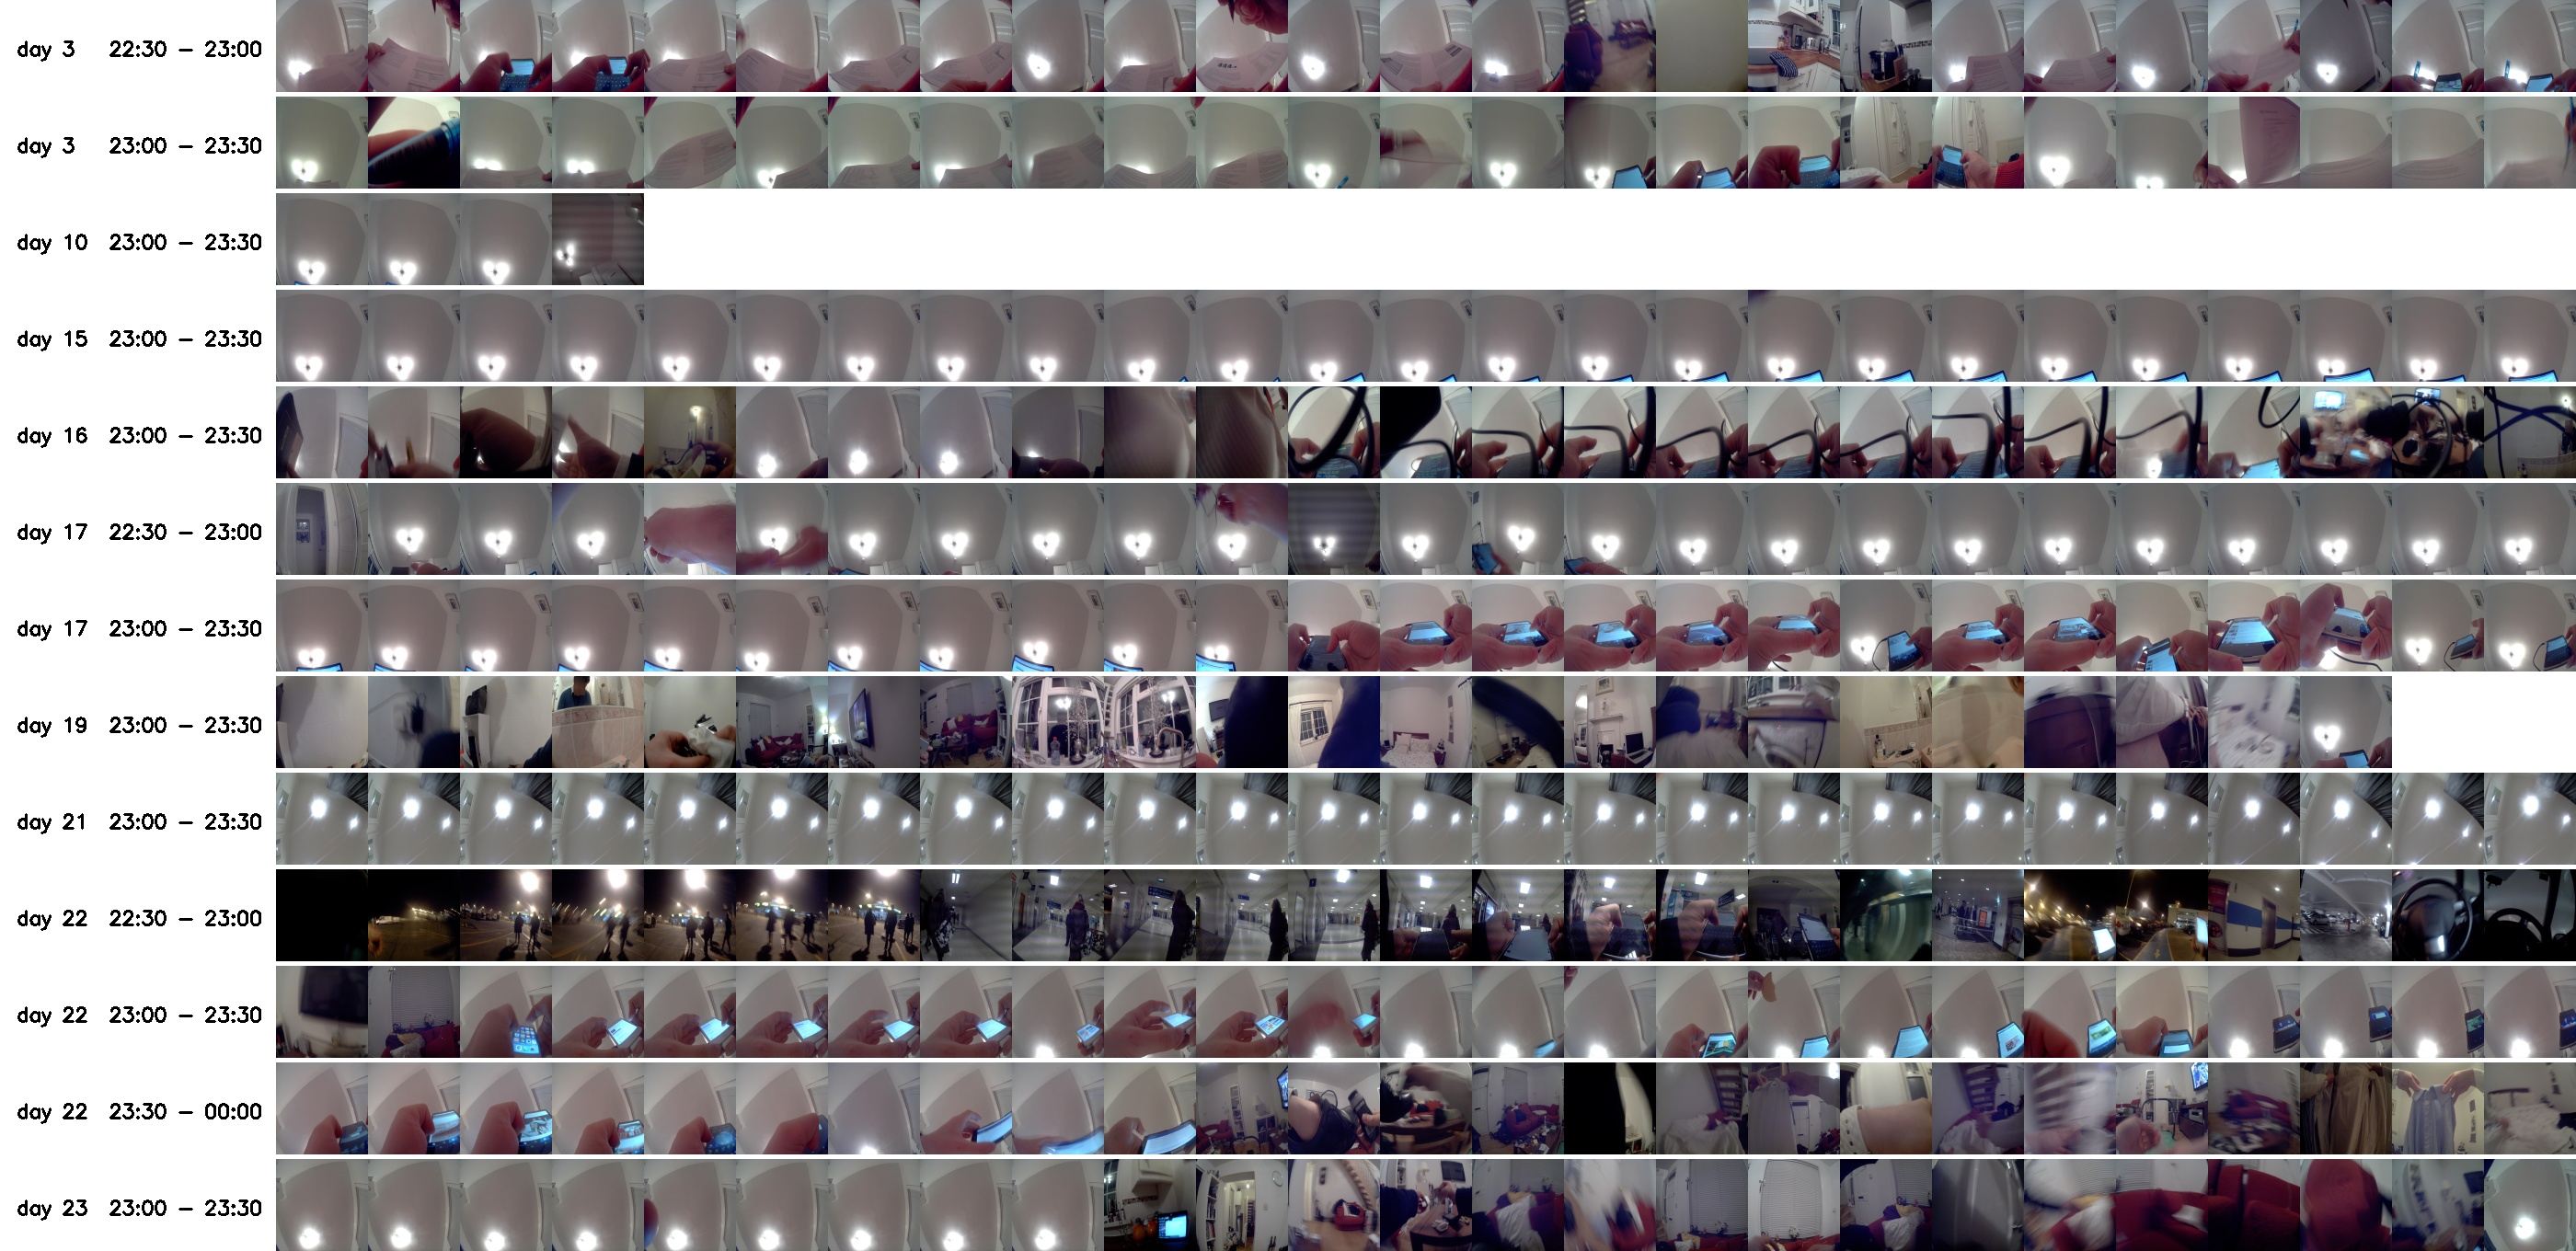 day 3 22:30 - 23:00
day 3 23:00 - 23:30
day 10 23:00 - 23:30
day 15 23:00 - 23:30
day 16 23:00 - 23:30
day 17 22:30 - 23:00
day 17 23:00 - 23:30
day 19 23:00 - 23:30
day 21 23:00 - 23:30
day 22 22:30 - 23:00
day 22 23:00 - 23:30
day 22 23:30 - 00:00
day 23 23:00 - 23:30